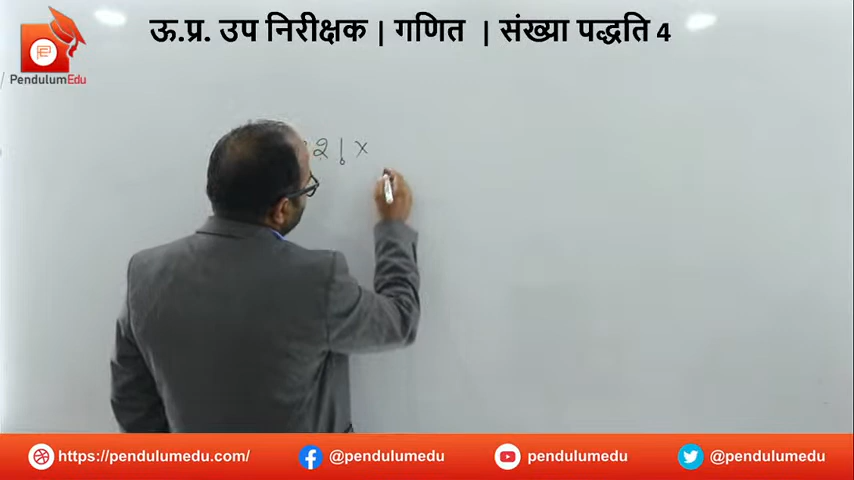 ऊ.प्र. उप निरीक्षक | गणित | संख्या पद्धति 4
PendulumEdu
2 ! ×
https://pendulumedu.com/ @pendulumedu pendulumedu @pendulumedu